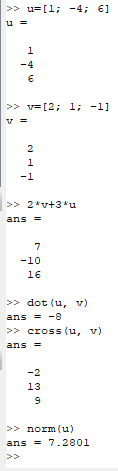 >> u=[1; -4; 6]
u =
1
-4
6
>> v=[2; 1; -1]
v =
2
1
-1
>> 2*v+3*u
ans =
7
-10
16
>> dot(u, v)
ans = -8
>> cross(u, v)
ans =
-2
13
9
>> norm(u)
ans = 7.2801
>>